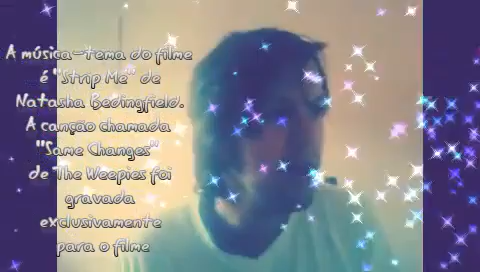 A música-tema do filme
é "Strip Me" de
Natasha Bedingfield.
A canção chamada
"Same Changes"
de The Weepies foi
gravada
exclusivamente
para o filme